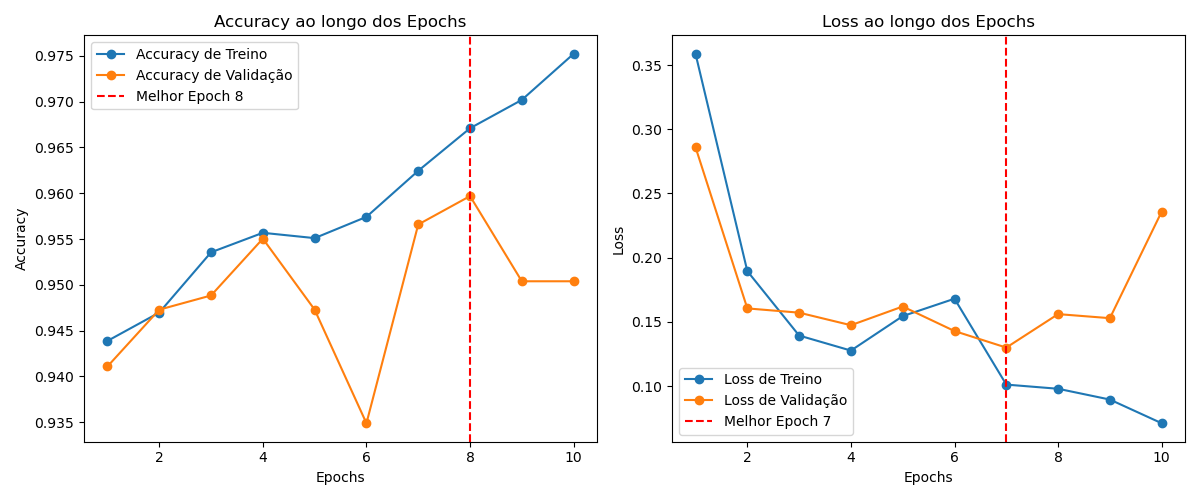 Accuracy ao longo dos Epochs
Accuracy de Treino
Accuracy de Validação
Melhor Epoch 8
0.975
0.970
0.965
0.960
0.955
0.950
0.945
0.940
0.935
Accuracy
2 4 6 8 10
Epochs
Loss ao longo dos Epochs
0.35
0.30
0.25
0.20
0.15
0.10
Loss
Loss de Treino
Loss de Validação
Melhor Epoch 7
2 4 6 8 10
Epochs